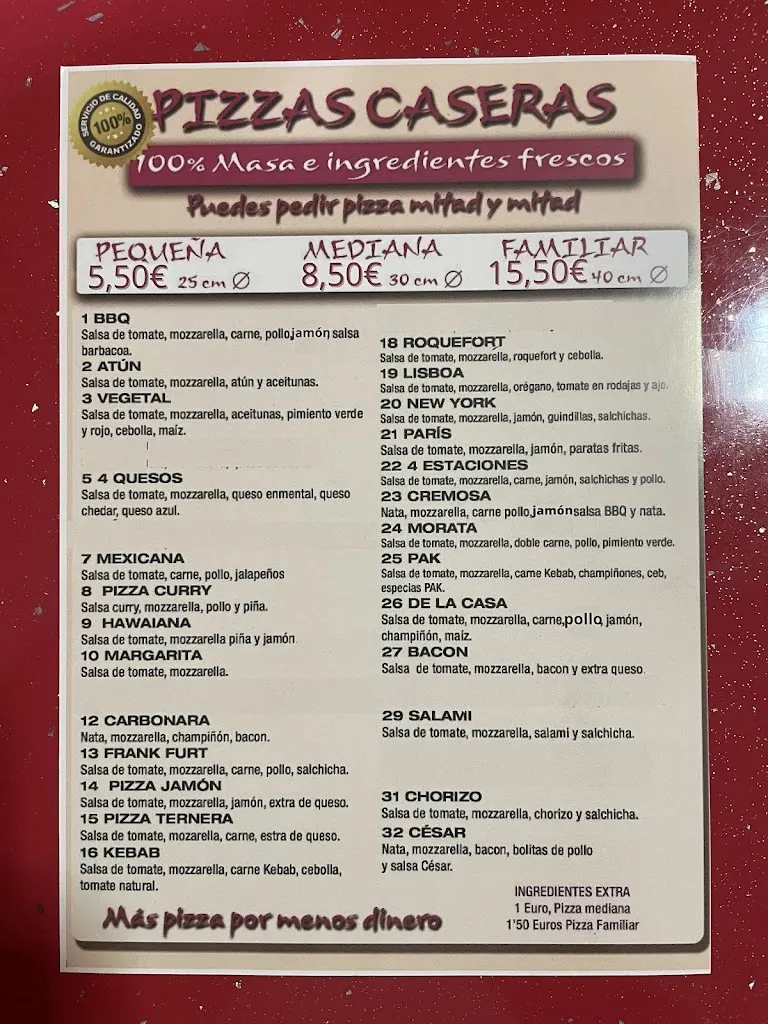 SERVICIO DE CALIDAD
100%
GARANTIZADO
PIZZAS CASERAS
100% Masa e ingredientes frescos
Puedes pedir pizza mitad y mitad
PEQUEÑA MEDIANA FAMILIAR
5,50€ 25 cm Ø 8,50€ 30 cm Ø 15,50€ 40 cm Ø
1 BBQ
Salsa de tomate, mozzarella, carne, pollo,jamón, salsa
barbacoa.
2 ATÚN
Salsa de tomate, mozzarella, atún y aceitunas.
3 VEGETAL
Salsa de tomate, mozzarella, aceitunas, pimiento verde
y rojo, cebolla, maíz.
5 4 QUESOS
Salsa de tomate, mozzarella, queso enmental, queso
chedar, queso azul.
7 MEXICANA
Salsa de tomate, carne, pollo, jalapeños
8 PIZZA CURRY
Salsa curry, mozzarella, pollo y piña.
9 HAWAIANA
Salsa de tomate, mozzarella piña y jamón
10 MARGARITA
Salsa de tomate, mozzarella.
12 CARBONARA
Nata, mozzarella, champiñón, bacon.
13 FRANK FURT
Salsa de tomate, mozzarella, carne, pollo, salchicha.
14 PIZZA JAMÓN
Salsa de tomate, mozzarella, jamón, extra de queso.
15 PIZZA TERNERA
Salsa de tomate, mozarella, carne, estra de queso.
16 KEBAB
Salsa de tomate, mozzarella, carne Kebab, cebolla,
tomate natural.
18 ROQUEFORT
Salsa de tomate, mozzarella, roquefort y cebolla.
19 LISBOA
Salsa de tomate, mozzarella, orégano, tomate en rodajas y ajo.
20 NEW YORK
Salsa de tomate, mozzarella, jamón, guindillas, salchichas.
21 PARÍS
Salsa de tomate, mozzarella, jamón, paratas fritas.
22 4 ESTACIONES
Salsa de tomate, mozzarella, carne, jamón, salchichas y pollo.
23 CREMOSA
Nata, mozzarella, carne pollo,jamón salsa BBQ y nata.
24 MORATA
Salsa de tomate, mozzarella, doble carne, pollo, pimiento verde.
25 PAK
Salsa de tomate, mozzarella, carne Kebab, champiñones, ceb,
especias PAK.
26 DE LA CASA
Salsa de tomate, mozzarella, carne,pollo, jamón,
champiñón, maíz.
27 BACON
Salsa de tomate, mozzarella, bacon y extra queso.
29 SALAMI
Salsa de tomate, mozzarella, salami y salchicha.
31 CHORIZO
Salsa de tomate, mozzarella, chorizo y salchicha.
32 CÉSAR
Nata, mozzarella, bacon, bolitas de pollo
y salsa César.
INGREDIENTES EXTRA
1 Euro, Pizza mediana
1'50 Euros Pizza Familiar
Más pizza por menos dinero